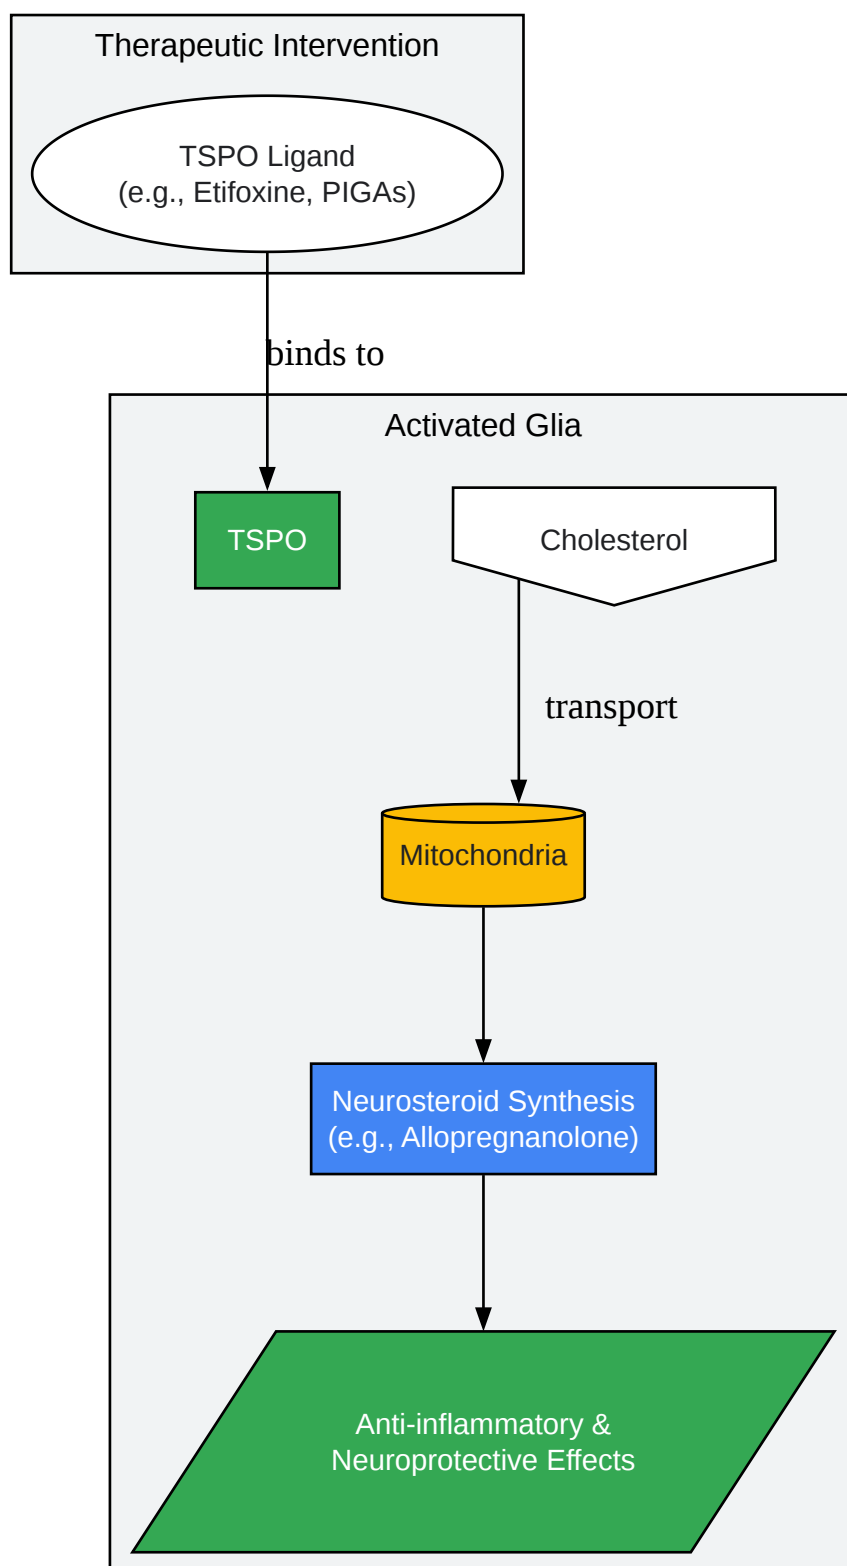 Therapeutic Intervention
TSPO Ligand
(e.g., Etifoxine, PIGAs)
binds to
Activated Glia
TSPO
Cholesterol
transport
Mitochondria
Neurosteroid Synthesis
(e.g., Allopregnanolone)
Anti-inflammatory &
Neuroprotective Effects